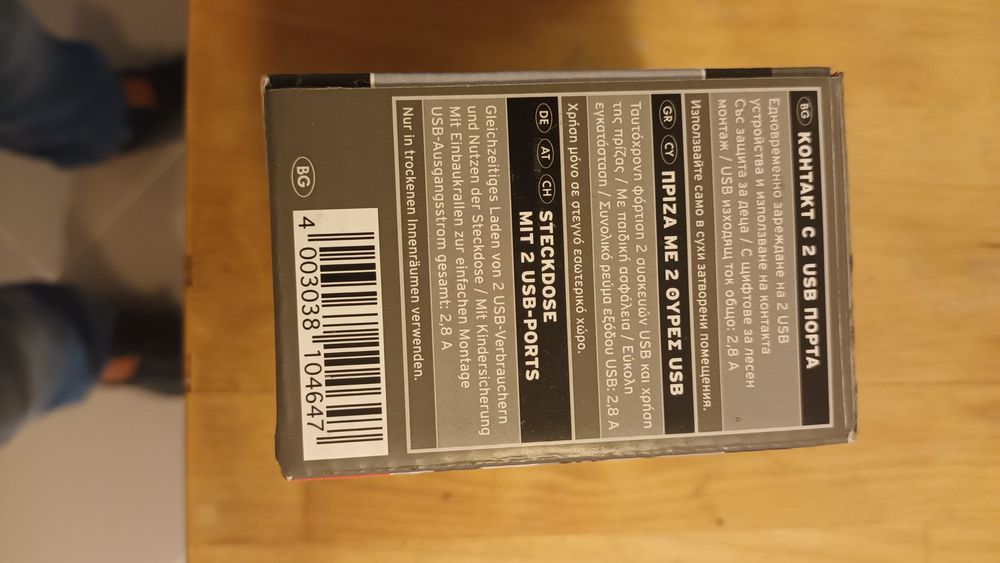 BG КОНТАКТ С 2 USB ПОРТА
Едновременно зареждане на 2 USB
устройства и използване на контакта
Със защита за деца / С щифтове за лесен
монтаж / USB изходящ ток общо: 2,8 A
Използвайте само в сухи затворени помещения.
GR CY ΠΡΙΖΑ ΜΕ 2 ΘΥΡΕΣ USB
Ταυτόχρονη φόρτιση 2 συσκευών USB και χρήση
της πρίζας / Με παιδική ασφάλεια / Εύκολη
εγκατάσταση / Συνολικό ρεύμα εξόδου USB: 2,8 A
Χρήση μόνο σε στεγνό εσωτερικό χώρο.
DE AT CH STECKDOSE
MIT 2 USB-PORTS
Gleichzeitiges Laden von 2 USB-Verbrauchern
und Nutzen der Steckdose / Mit Kindersicherung
Mit Einbaukrallen zur einfachen Montage
USB-Ausgangsstrom gesamt: 2,8 A
Nur in trockenen Innenräumen verwenden.
BG
4 003038 104647